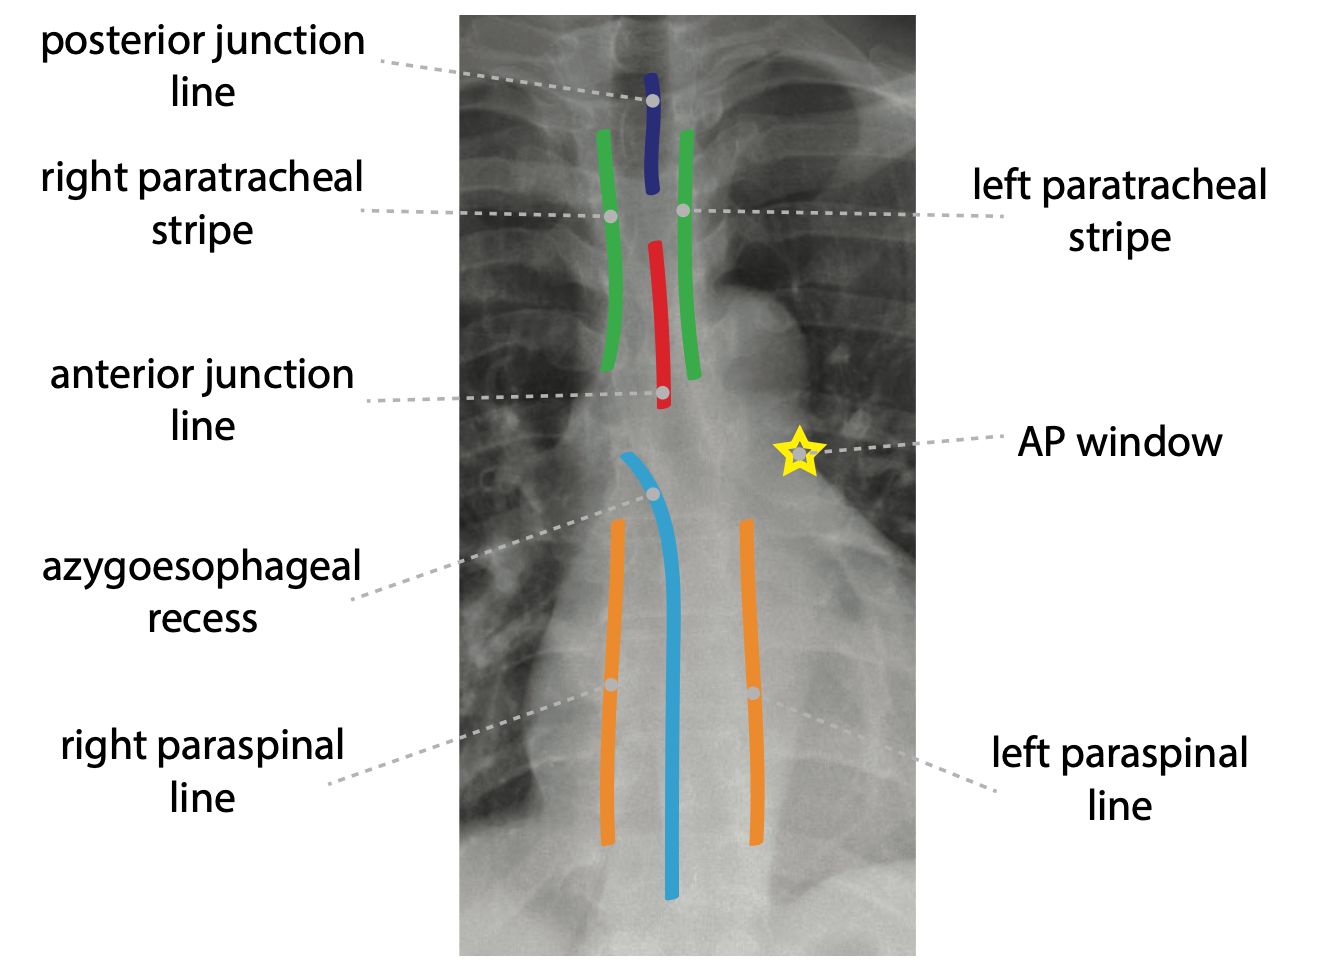 posterior junction
line
right paratracheal
stripe
left paratracheal
stripe
anterior junction
line
AP window
azygoesophageal
recess
right paraspinal
line
left paraspinal
line